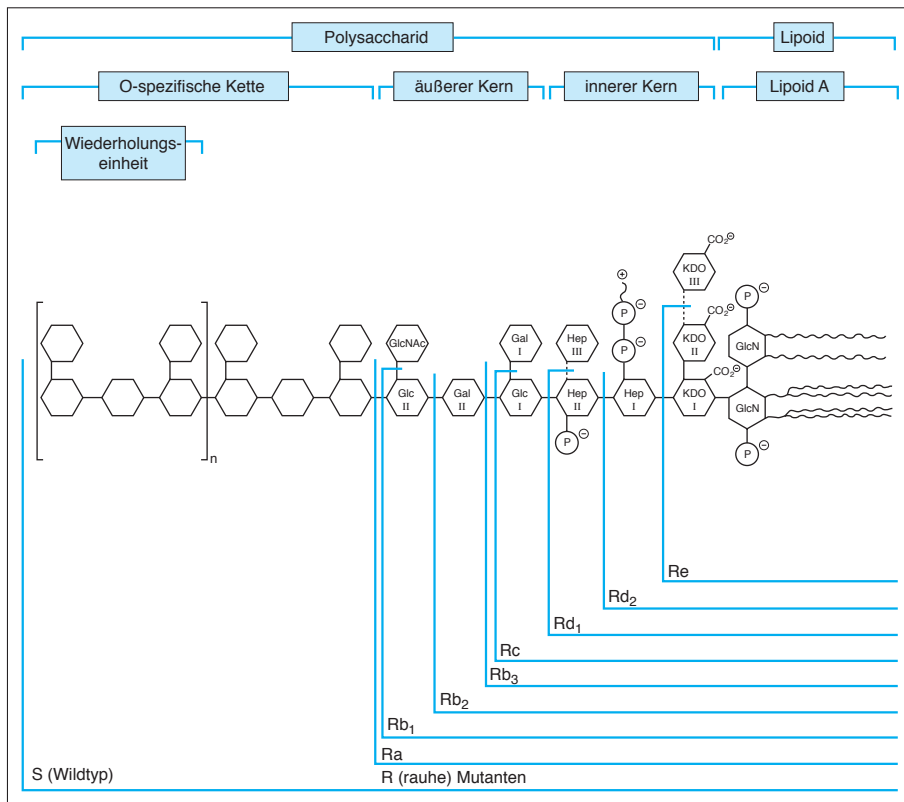 Polysaccharid Lipoid
O-spezifische Kette äußerer Kern innerer Kern Lipoid A
Wiederholungs-
einheit
CO2⊖
KDO
III
⊕
P ⊖
CO2⊖
P ⊖
GlcNAc
Gal
I
Hep
III
P ⊖
KDO
II
GlcN
CO2⊖
Glc
II
Gal
II
Glc
I
Hep
II
Hep
I
KDO
I
GlcN
P ⊖
P ⊖
n
Re
Rd2
Rd1
Rc
Rb3
Rb2
Rb1
Ra
S (Wildtyp) R (rauhe) Mutanten